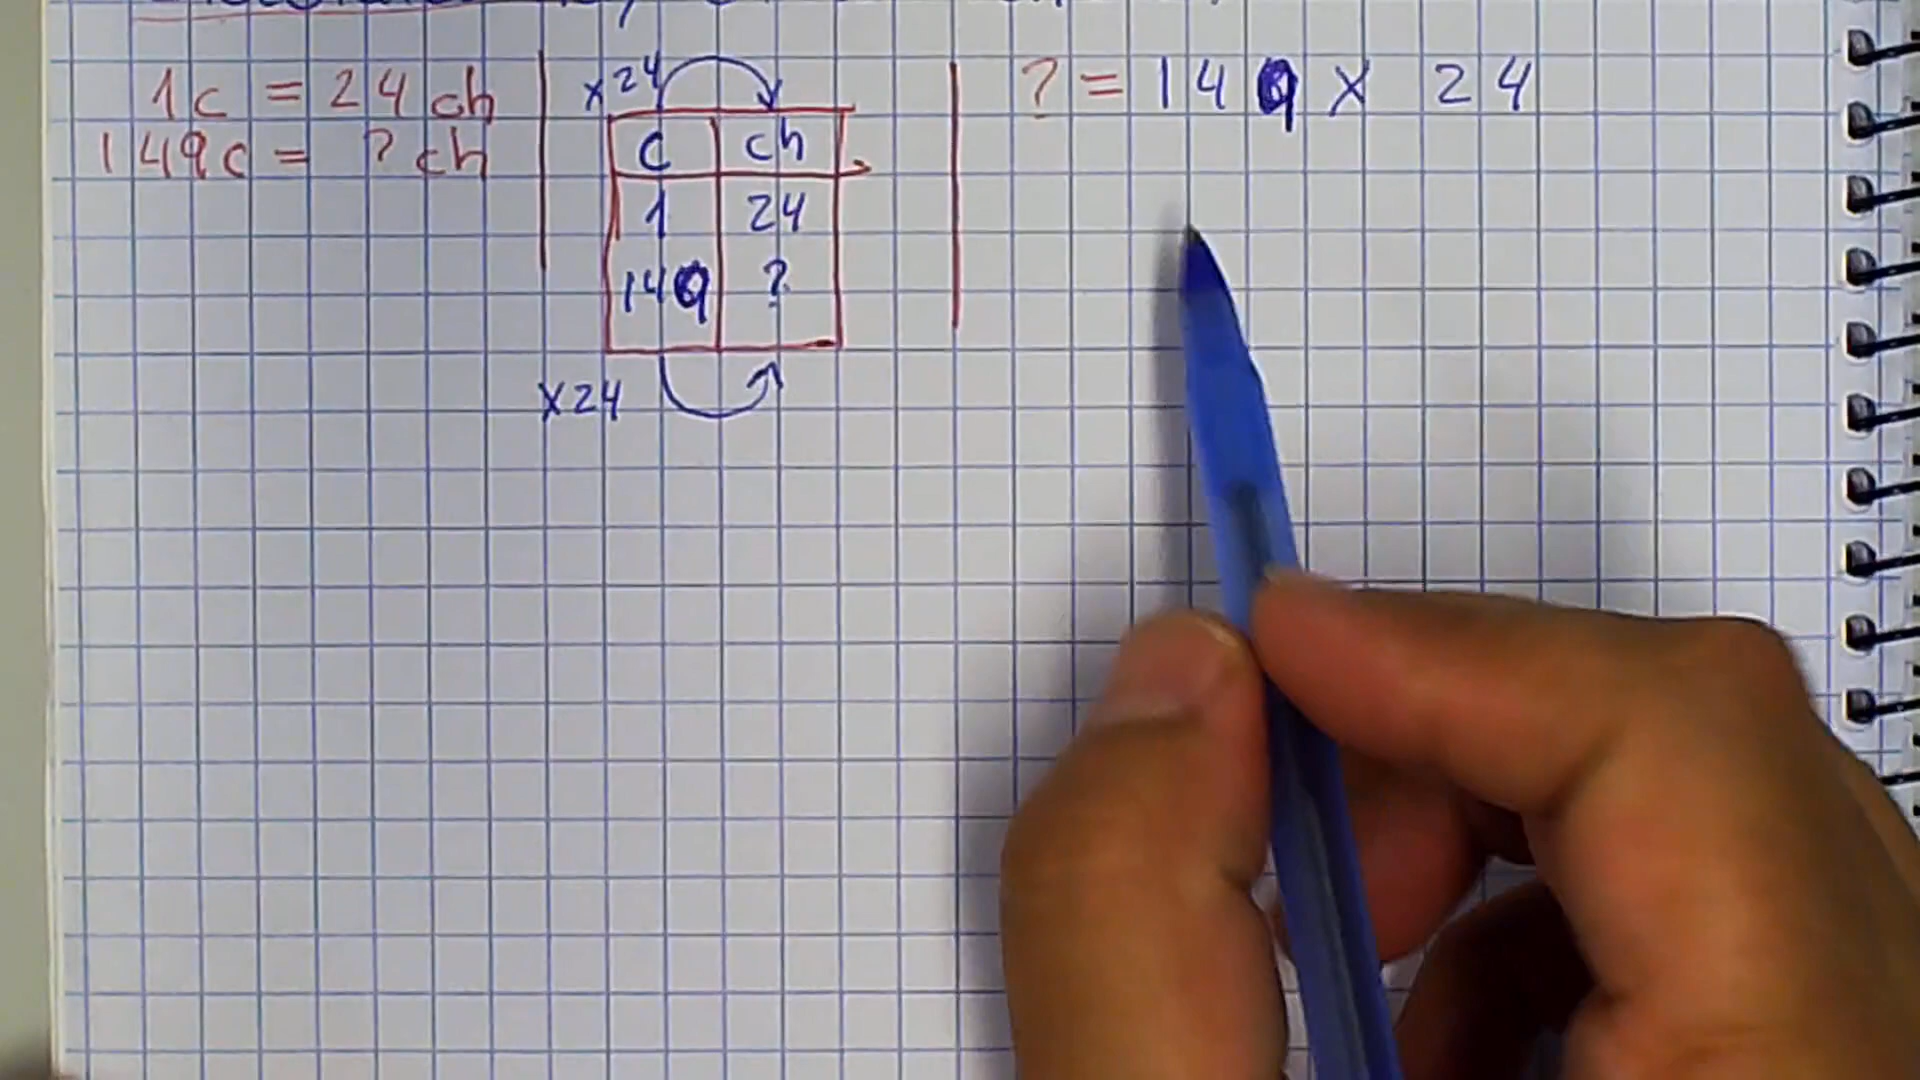 1c = 24 ch
149c = ? ch
x24
c ch
1 24
149 ?
x24
? = 149 x 24